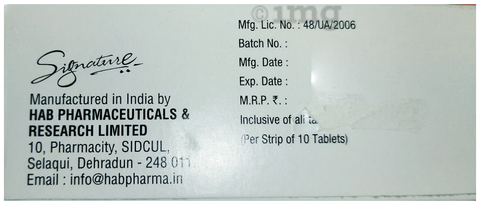 1mg
Signature
Manufactured in India by
HAB PHARMACEUTICALS &
RESEARCH LIMITED
10, Pharmacity, SIDCUL,
Selaqui, Dehradun - 248 011
Email : info@habpharma.in
Mfg. Lic. No. : 48/UA/2006
Batch No. :
Mfg. Date :
Exp. Date :
M.R.P. ₹. :
Inclusive of all
(Per Strip of 10 Tablets)